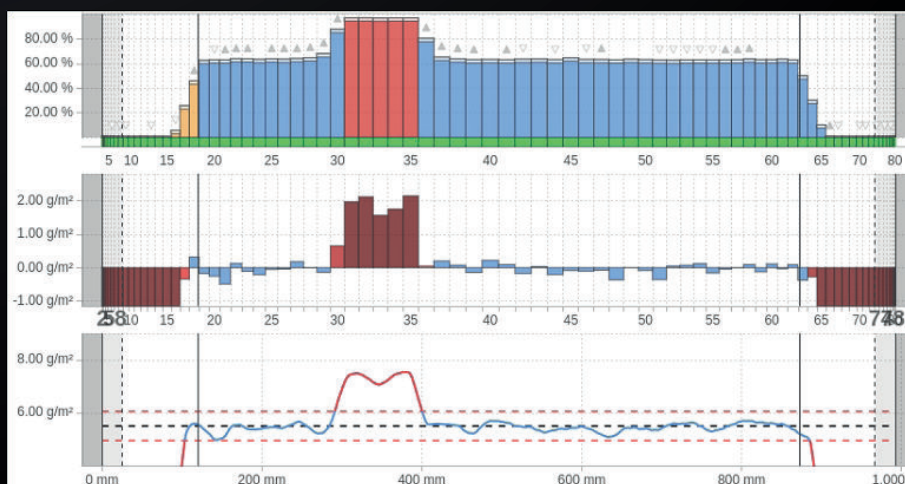 80.00 %
60.00 %
40.00 %
20.00 %
5 10 15 20 25 30 35 40 45 50 55 60 65 70 80
2.00 g/m²
1.00 g/m²
0.00 g/m²
-1.00 g/m²
10 15 20 25 30 35 40 45 50 55 60 65 70
8.00 g/m²
6.00 g/m²
0 mm 200 mm 400 mm 600 mm 800 mm 1.000